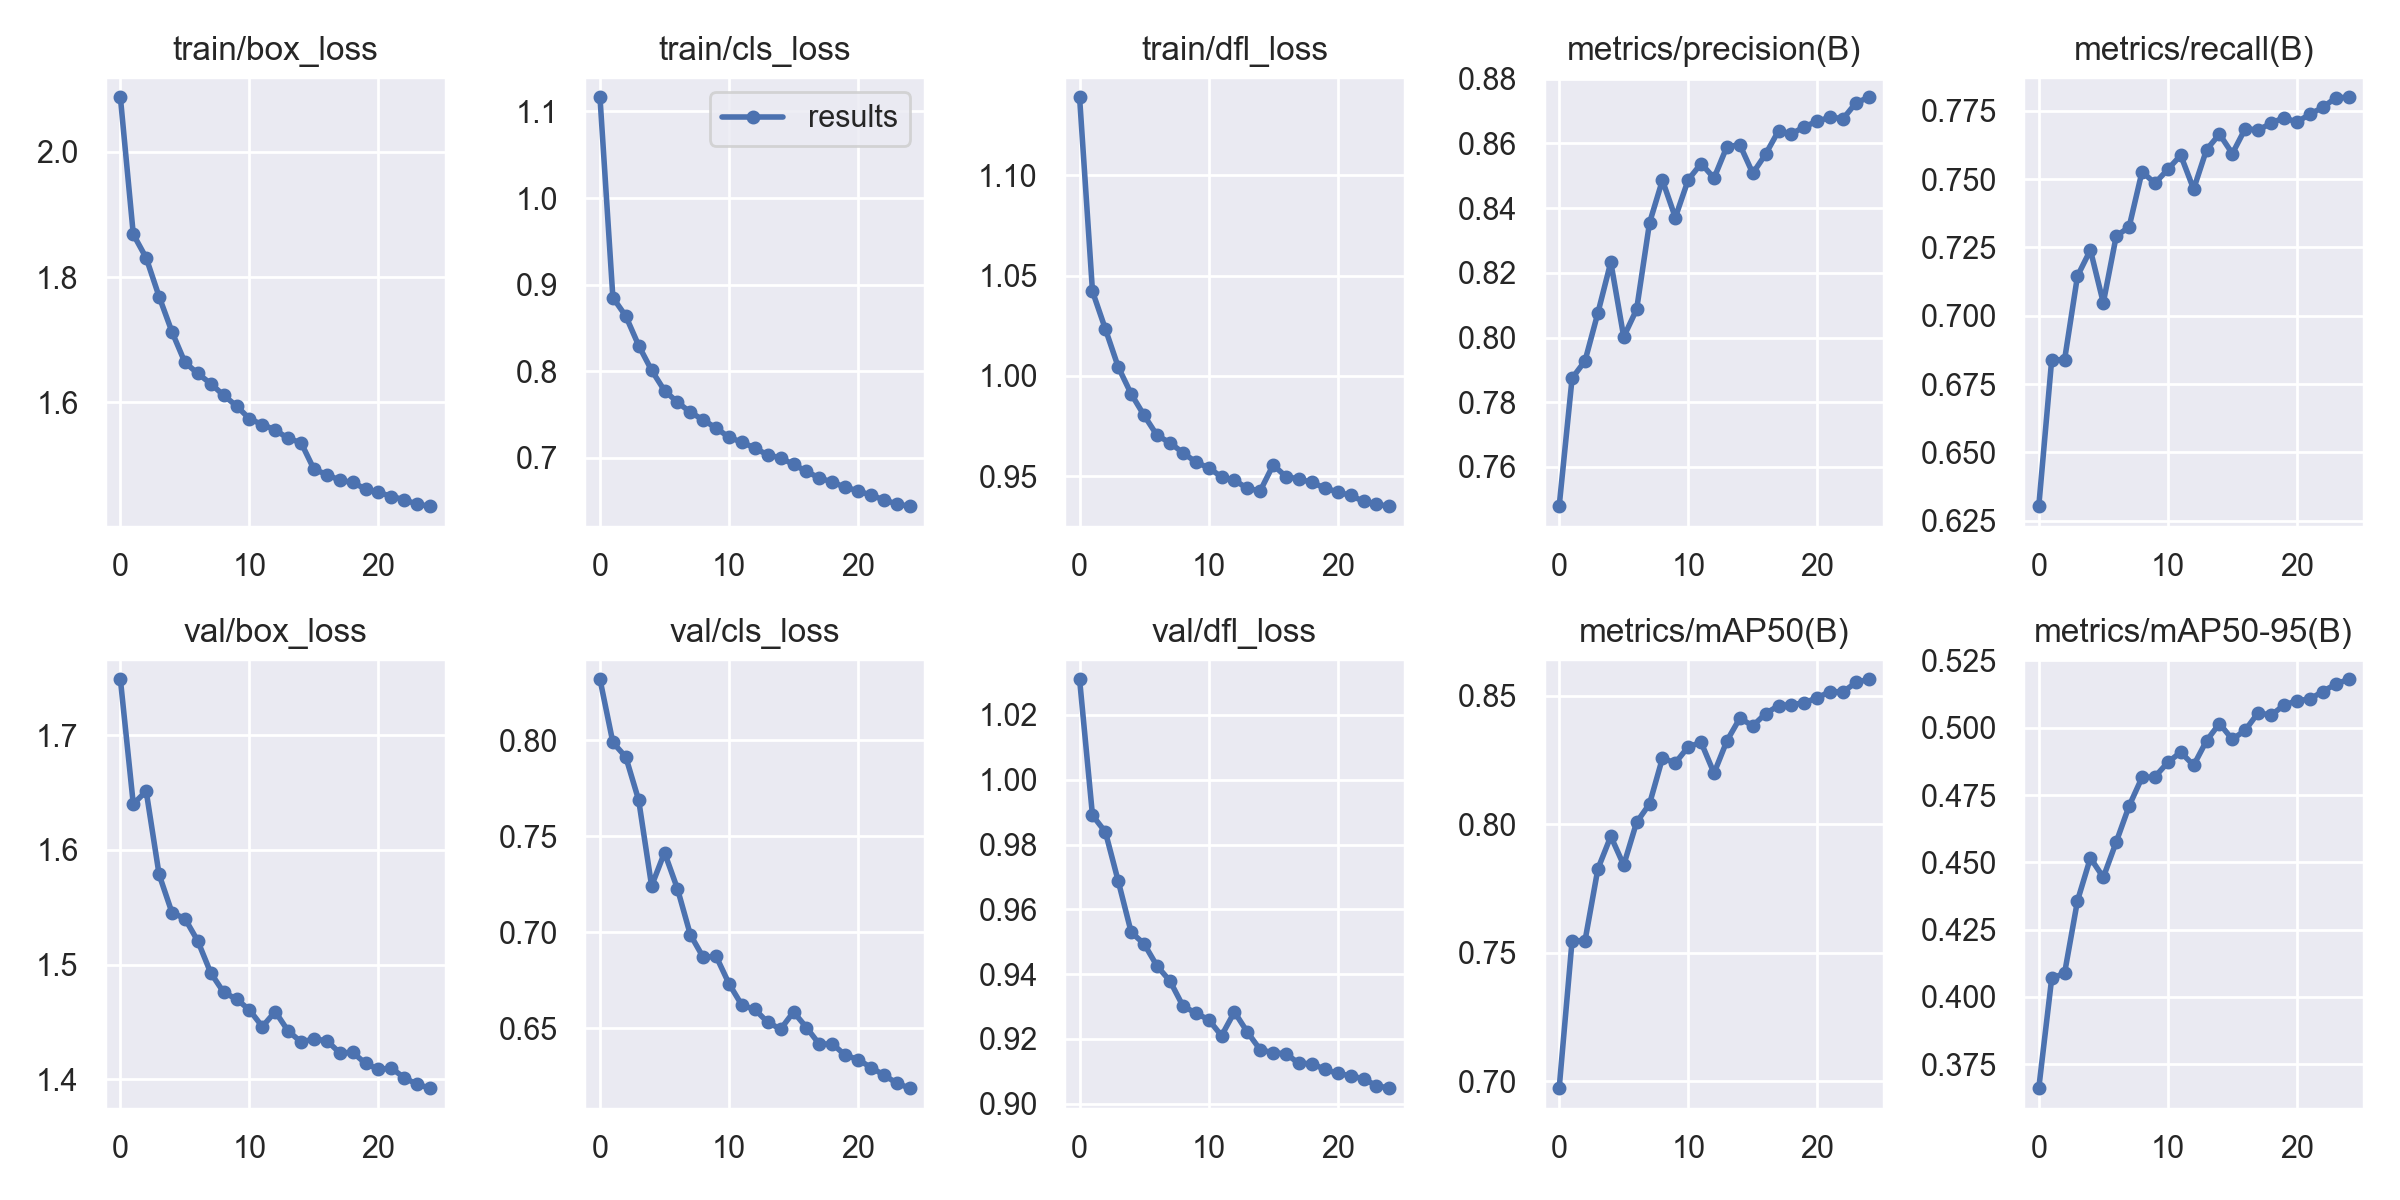 train/box_loss
2.0
1.8
1.6
0 10 20
train/cls_loss
results
1.1
1.0
0.9
0.8
0.7
0 10 20
train/dfl_loss
1.10
1.05
1.00
0.95
0 10 20
metrics/precision(B)
0.88
0.86
0.84
0.82
0.80
0.78
0.76
0 10 20
metrics/recall(B)
0.775
0.750
0.725
0.700
0.675
0.650
0.625
0 10 20
val/box_loss
1.7
1.6
1.5
1.4
0 10 20
val/cls_loss
0.80
0.75
0.70
0.65
0 10 20
val/dfl_loss
1.02
1.00
0.98
0.96
0.94
0.92
0.90
0 10 20
metrics/mAP50(B)
0.85
0.80
0.75
0.70
0 10 20
metrics/mAP50-95(B)
0.525
0.500
0.475
0.450
0.425
0.400
0.375
0 10 20